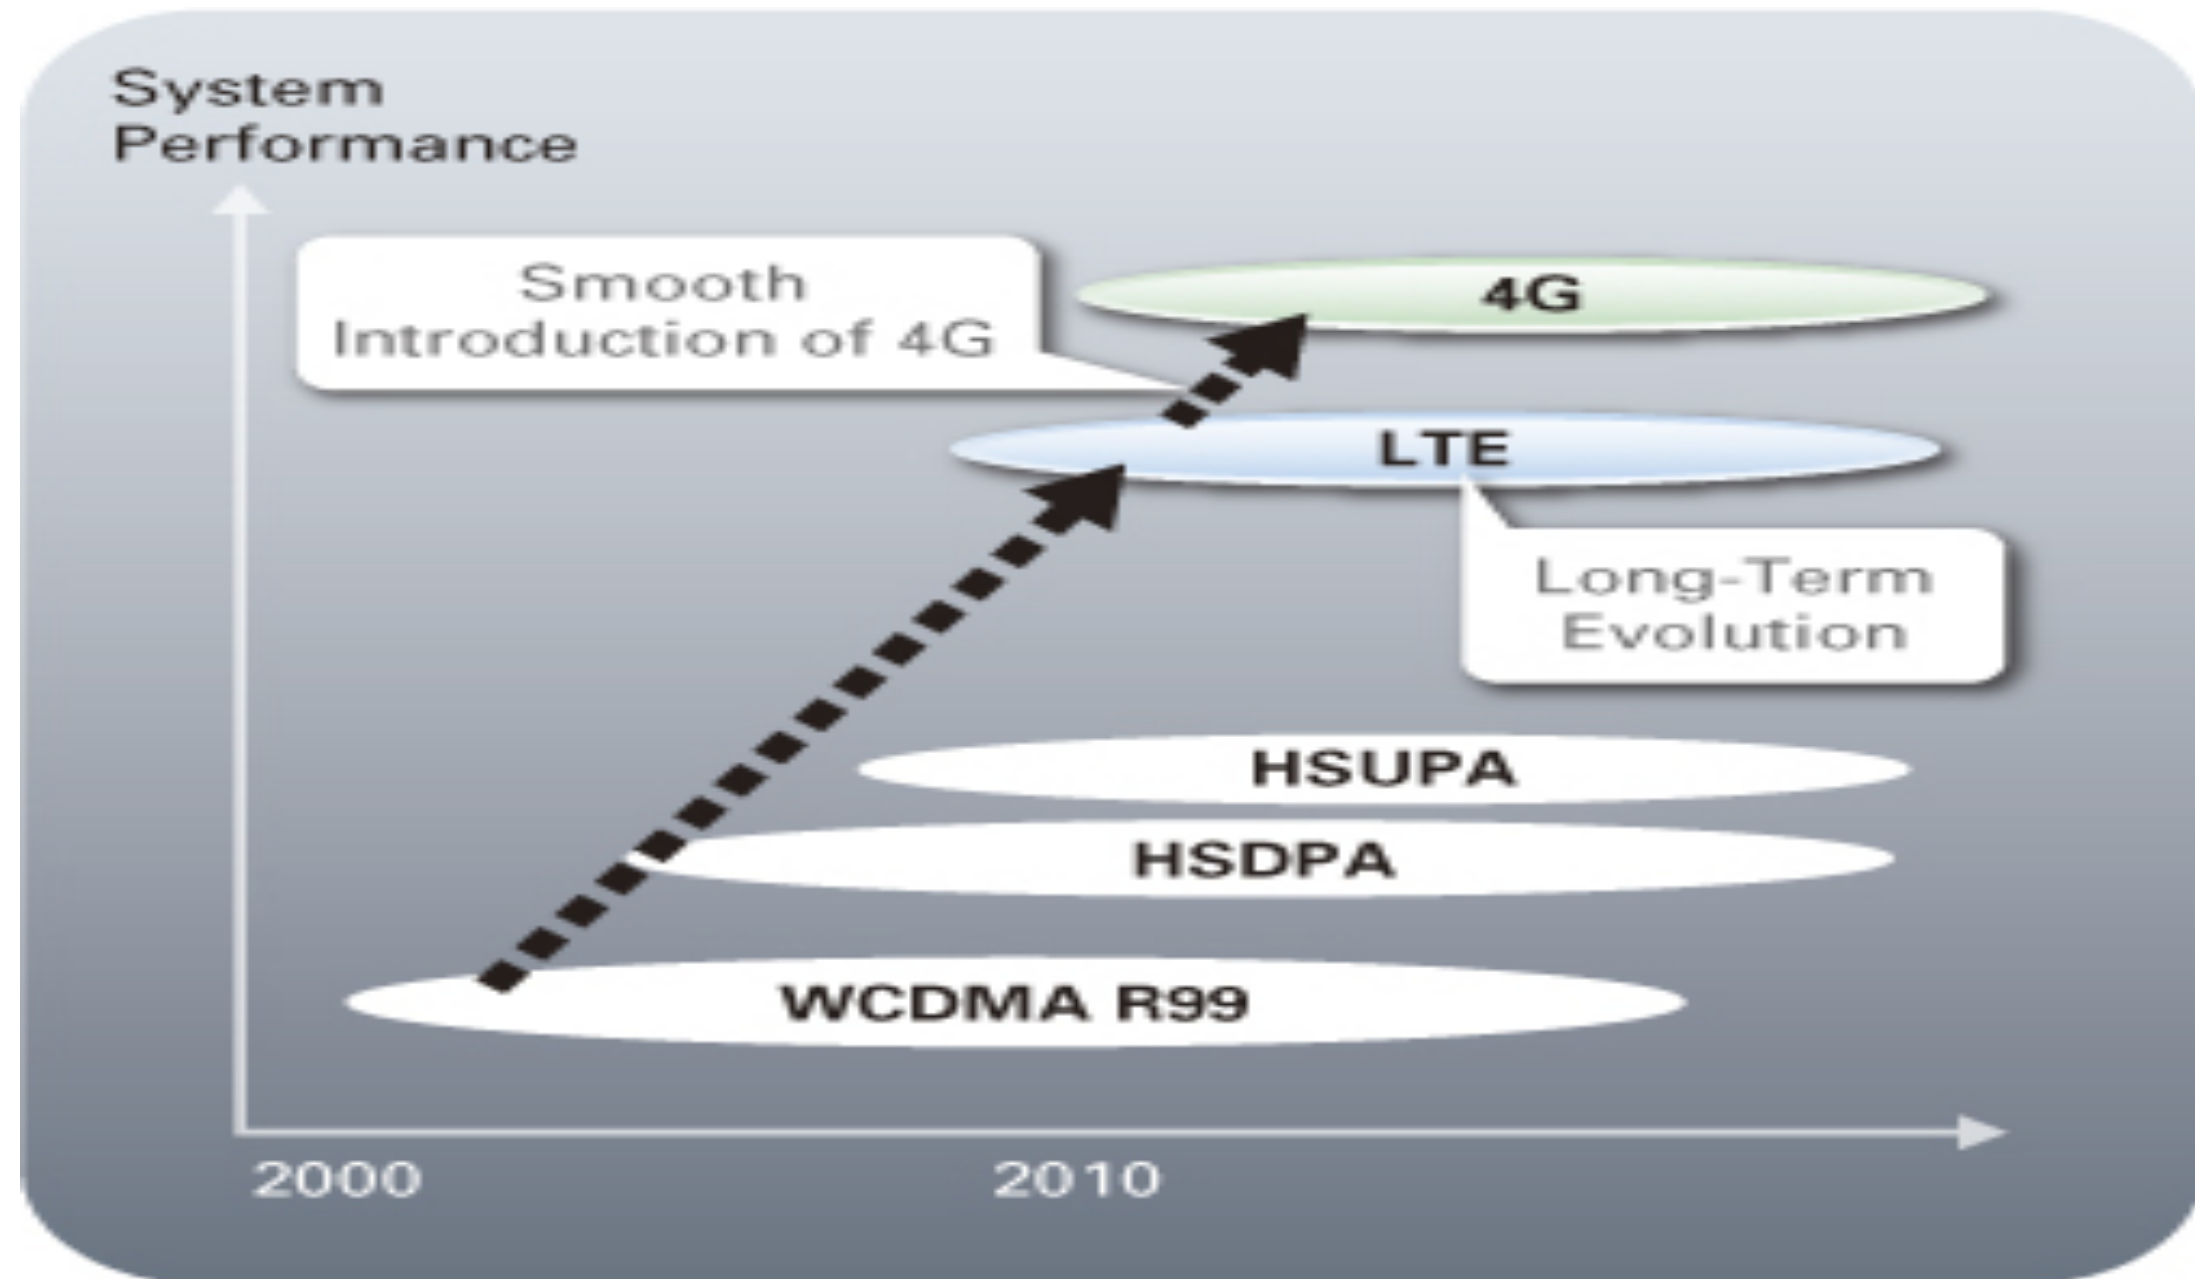 System
Performance
Smooth
Introduction of 4G
4G
LTE
Long-Term
Evolution
HSUPA
HSDPA
WCDMA R99
2000
2010